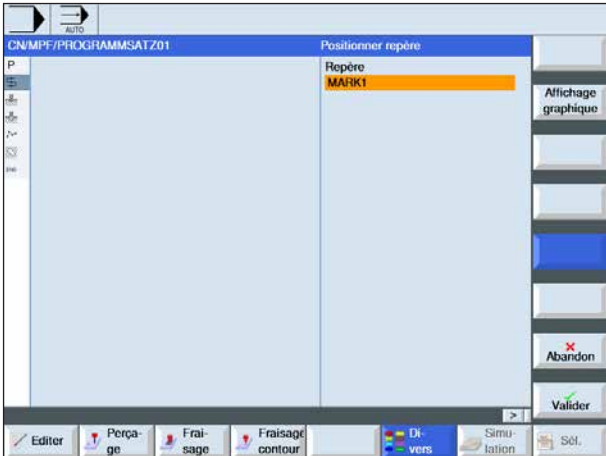 AUTO
CN/MPF/PROGRAMMSATZ01
Positionner repère
P
Repère
MARK1
END
Affichage
graphique
Abandon
Valider
>
Editer
Perça-
ge
Frai-
sage
Fraisage
contour
Di-
vers
Simu-
lation
Sél.